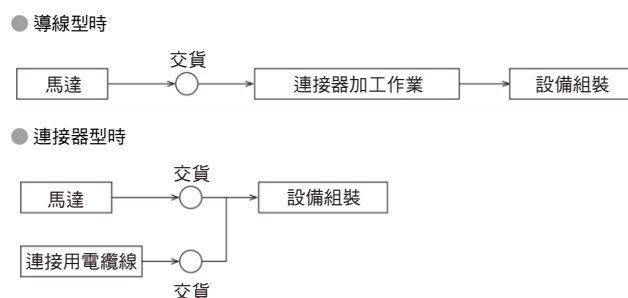 ● 導線型時
交貨
馬達
連接器加工作業
設備組裝
● 連接器型時
交貨
馬達
設備組裝
連接用電纜線
交貨